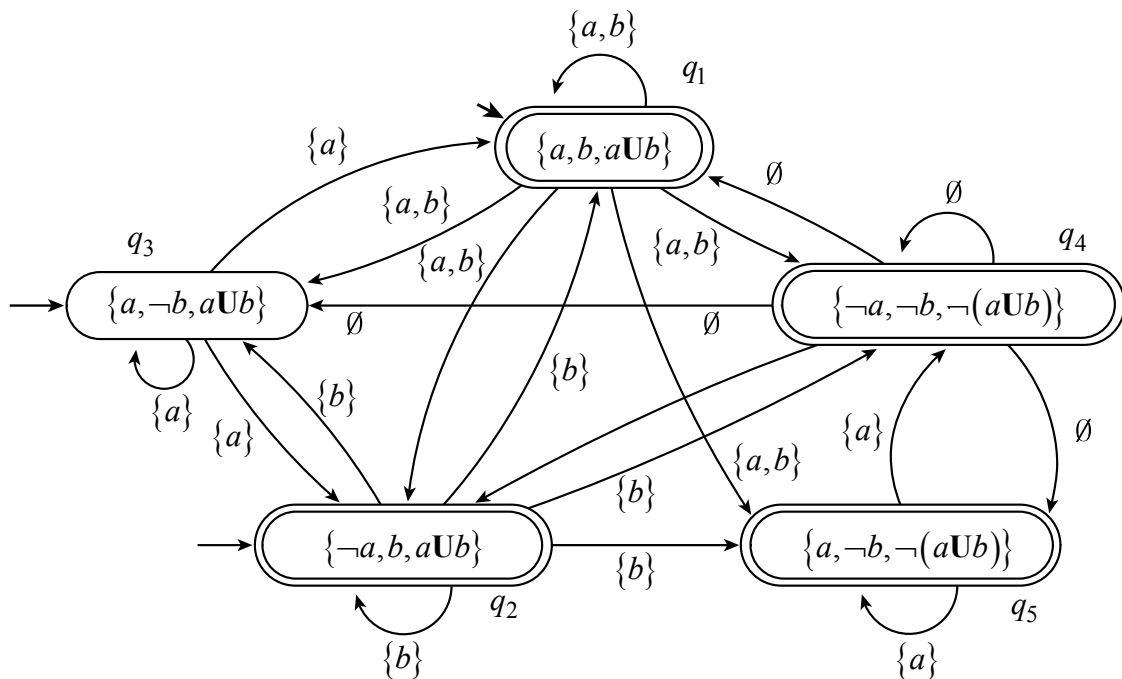 {a,b}
q1
{a,b,aUb}
{a}
∅
{a,b}
∅
q3
{a,b}
{a,b}
q4
{a,¬b,aUb}
{¬a,¬b,¬(aUb)}
∅
∅
{b}
{a}
{b}
{a}
{a}
∅
{a,b}
{b}
{¬a,b,aUb}
{a,¬b,¬(aUb)}
{b}
q2
q5
{b}
{a}